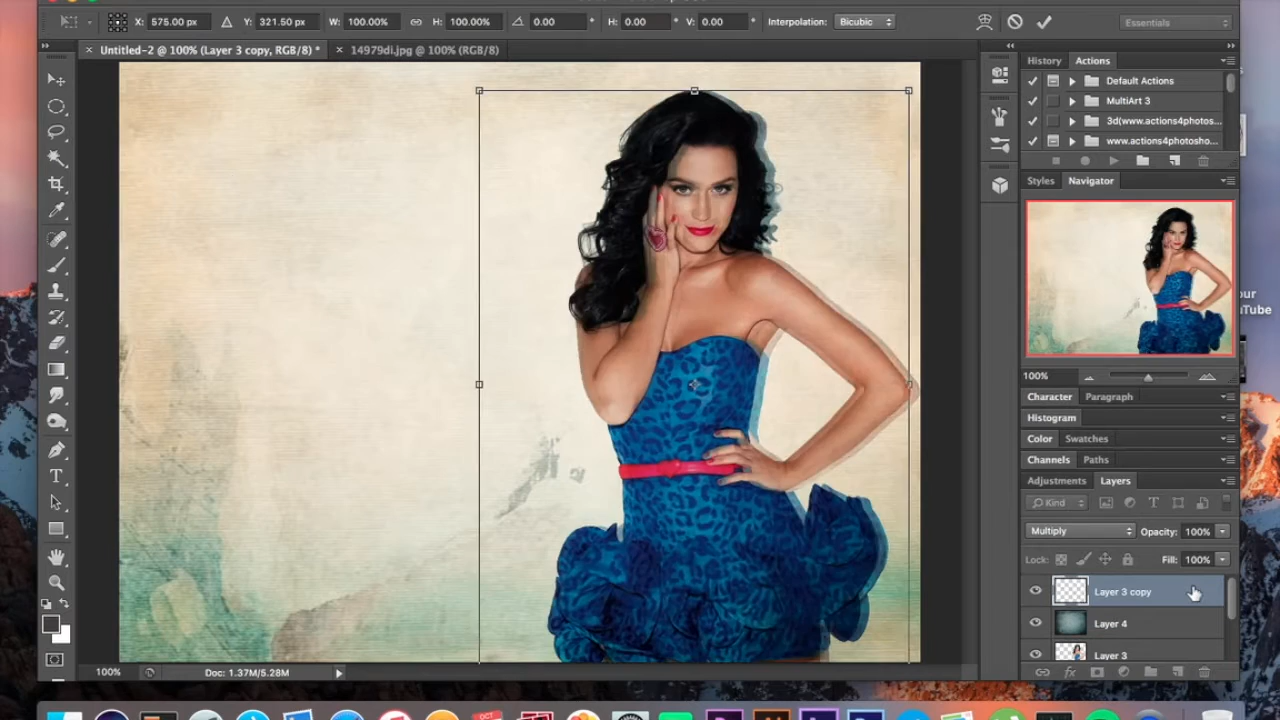 X: 575.00 px Y: 321.50 px W: 100.00% H: 100.00% 0.00 ° H: 0.00 ° V: 0.00 ° Interpolation: Bicubic Essentials
× Untitled-2 @ 100% (Layer 3 copy, RGB/8) * × 14979di.jpg @ 100% (RGB/8)
History Actions
Default Actions
MultiArt 3
3d(www.actions4photos...
www.actions4photosho...
Styles Navigator
our
uTube
100%
Character Paragraph
Histogram
Color Swatches
Channels Paths
Adjustments Layers
Kind
Multiply Opacity: 100%
Lock: Fill: 100%
Layer 3 copy
Layer 4
Layer 3
100% Doc: 1.37M/5.28M
OCT